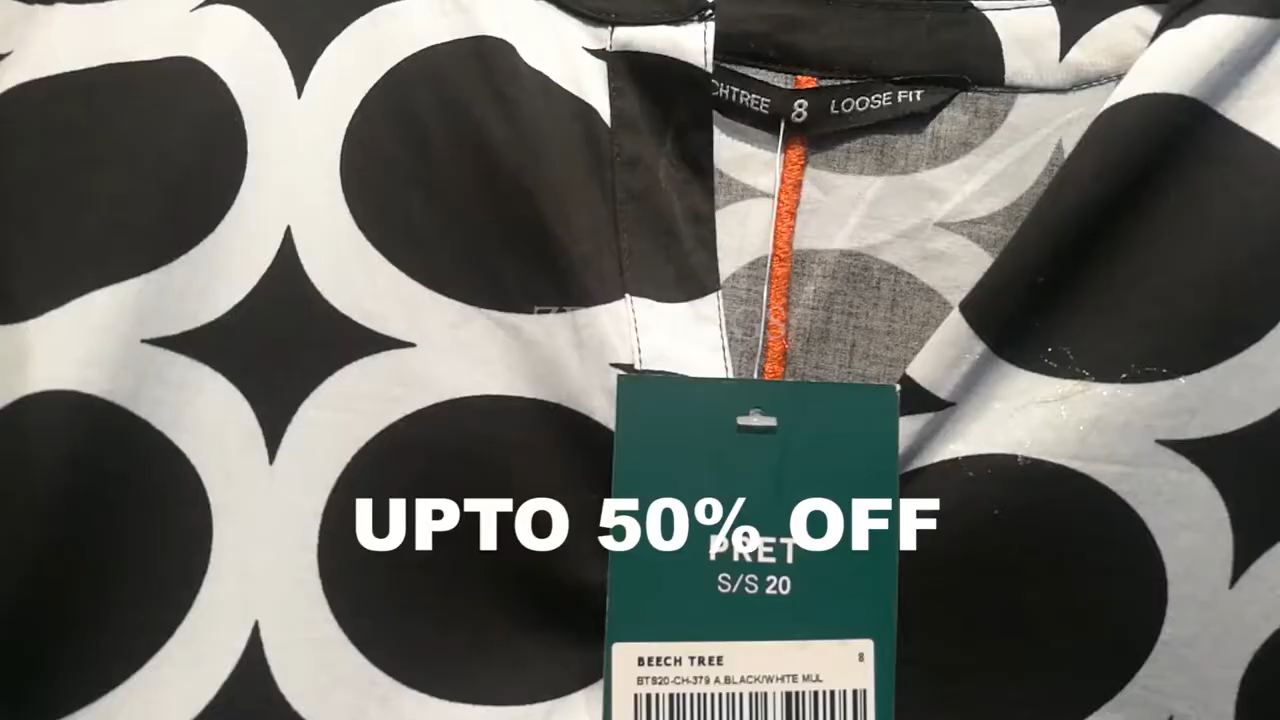 CHTREE 8 LOOSE FIT
UPTO 50% OFF
PRET
S/S 20
BEECH TREE 8
BTS20-CH-379 A.BLACK/WHITE MUL